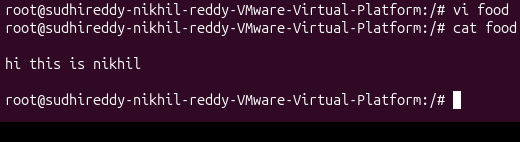 root@sudhireddy-nikhil-reddy-VMware-Virtual-Platform:/# vi food
root@sudhireddy-nikhil-reddy-VMware-Virtual-Platform:/# cat food
hi this is nikhil
root@sudhireddy-nikhil-reddy-VMware-Virtual-Platform:/#